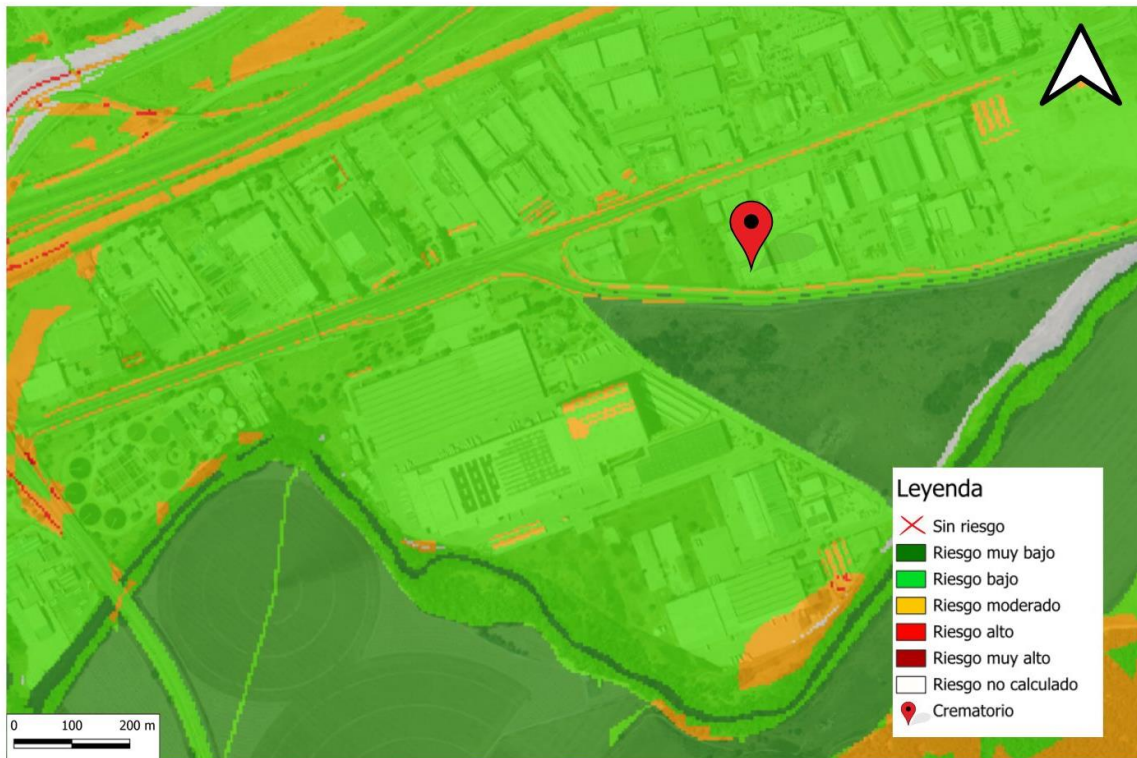 Leyenda
Sin riesgo
Riesgo muy bajo
Riesgo bajo
Riesgo moderado
Riesgo alto
Riesgo muy alto
Riesgo no calculado
Crematorio
0 100 200 m